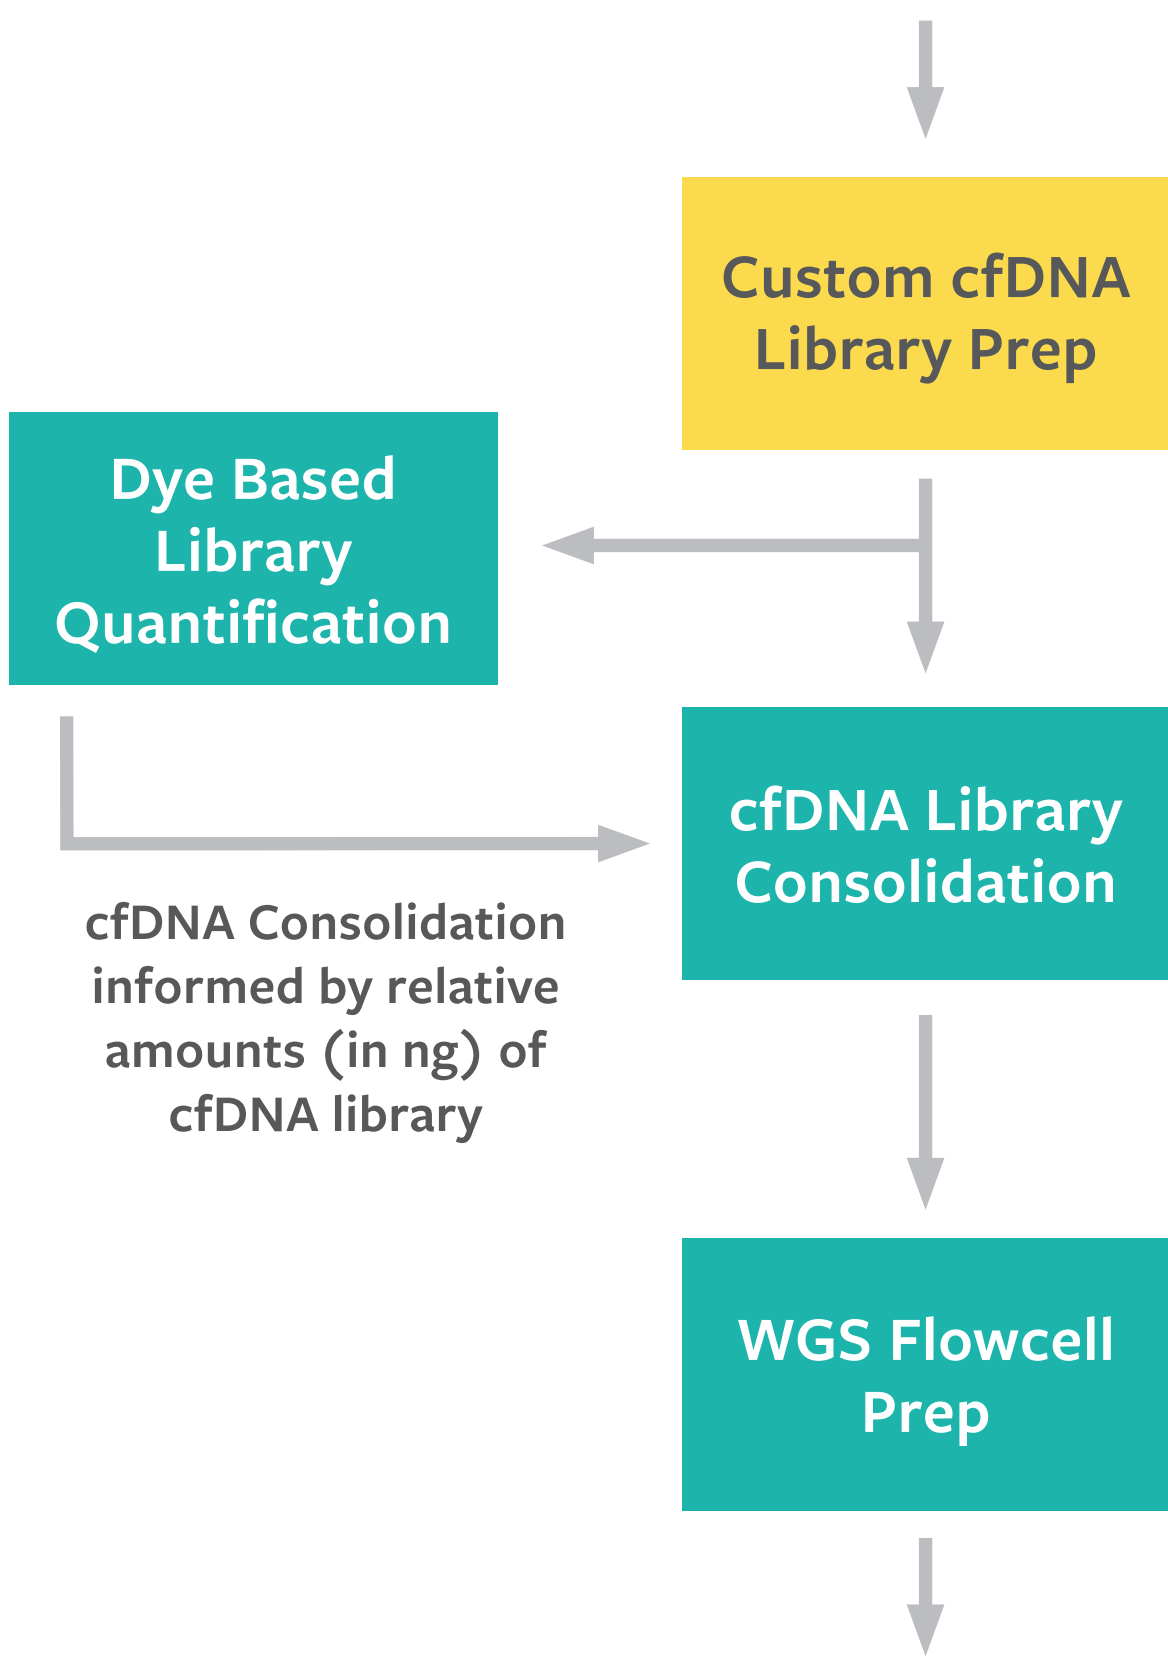 Custom cfDNA
Library Prep
Dye Based
Library
Quantification
cfDNA Library
Consolidation
cfDNA Consolidation
informed by relative
amounts (in ng) of
cfDNA library
WGS Flowcell
Prep